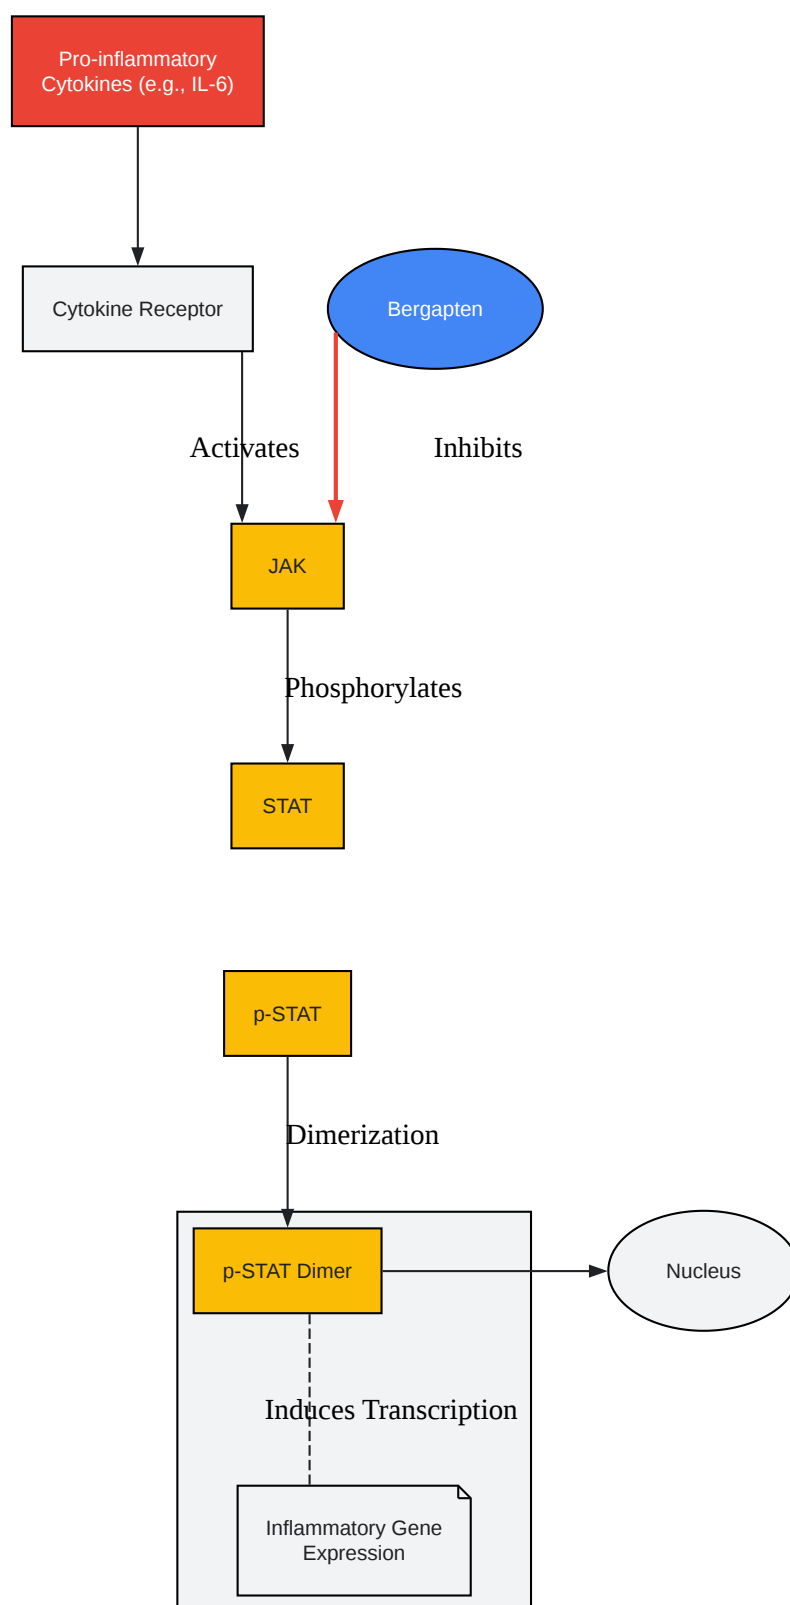 Pro-inflammatory
Cytokines (e.g., IL-6)
Cytokine Receptor
Bergapten
Activates
Inhibits
JAK
Phosphorylates
STAT
p-STAT
Dimerization
p-STAT Dimer
Nucleus
Induces Transcription
Inflammatory Gene
Expression